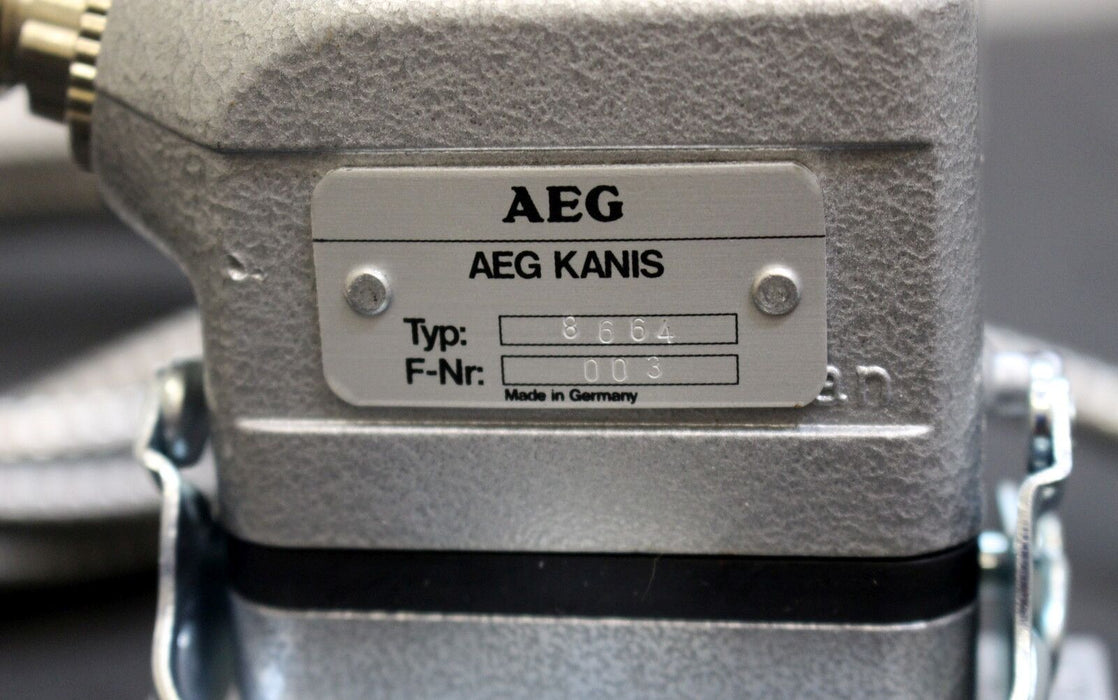 AEG
AEG KANIS
Typ: 8664
F-Nr: 003
Made in Germany